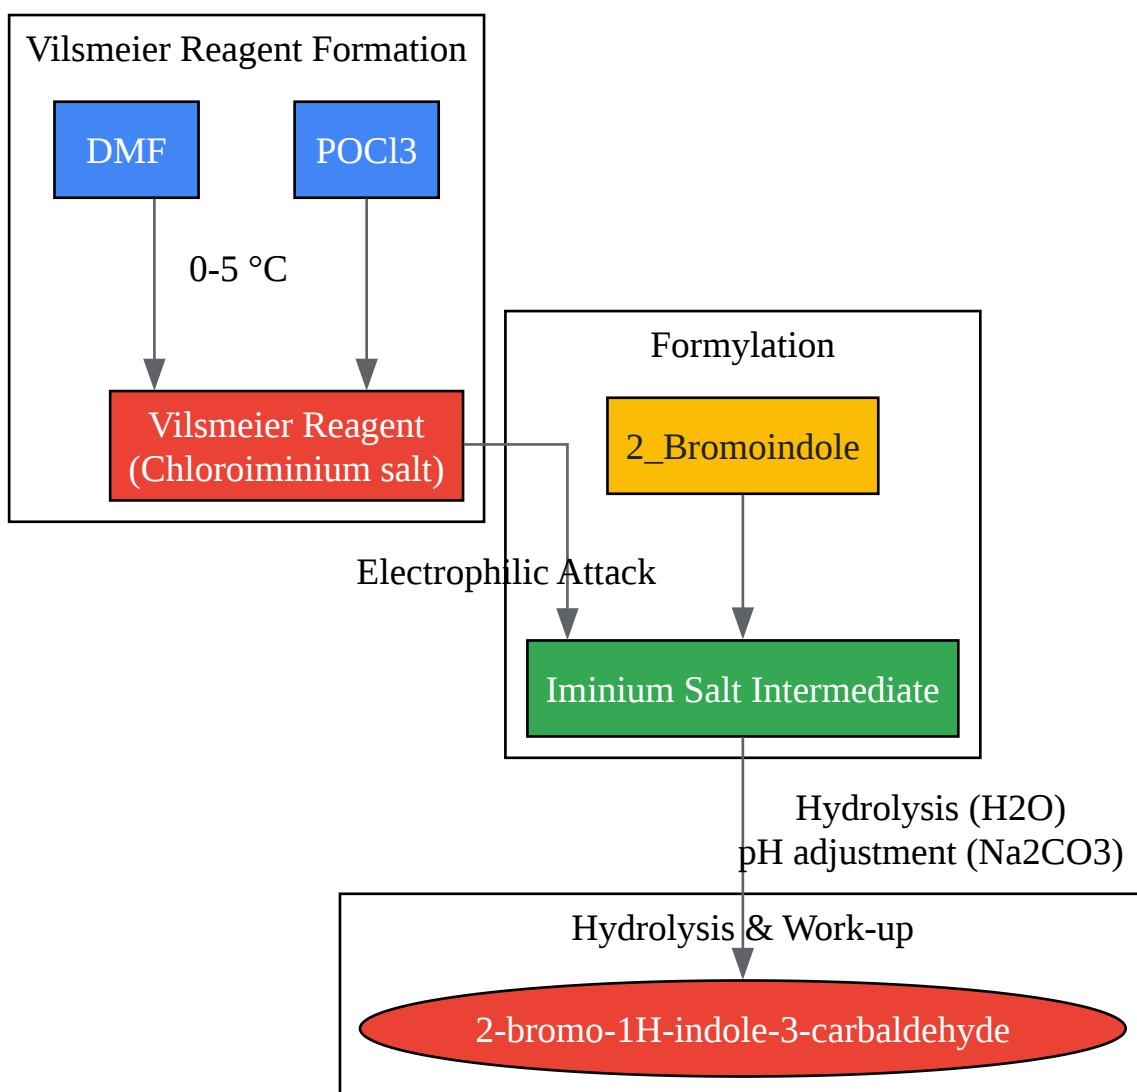 Vilsmeier Reagent Formation
DMF
POCl3
0-5 °C
Vilsmeier Reagent
(Chloroiminium salt)
Formylation
2_Bromoindole
Electrophilic Attack
Iminium Salt Intermediate
Hydrolysis (H2O)
pH adjustment (Na2CO3)
Hydrolysis & Work-up
2-bromo-1H-indole-3-carbaldehyde